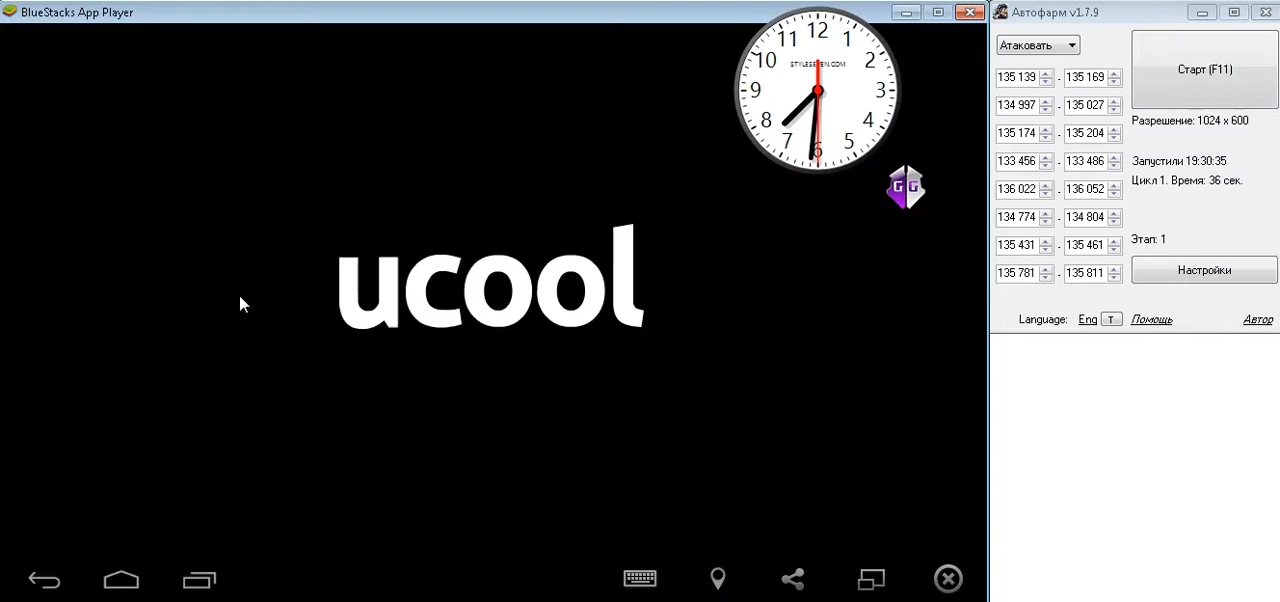 BlueStacks App Player
12
11 1
10 2
STYLESEVEN.COM
9 3
8 4
7 5
6
G G
ucool
Автофарм v1.7.9
Атаковать
Старт (F11)
135 139 - 135 169
134 997 - 135 027
Разрешение: 1024 x 600
135 174 - 135 204
133 456 - 133 486
Запустили 19:30:35
Цикл 1. Время: 36 сек.
136 022 - 136 052
134 774 - 134 804
135 431 - 135 461
Этап: 1
135 781 - 135 811
Настройки
Language: Eng T Помощь Автор